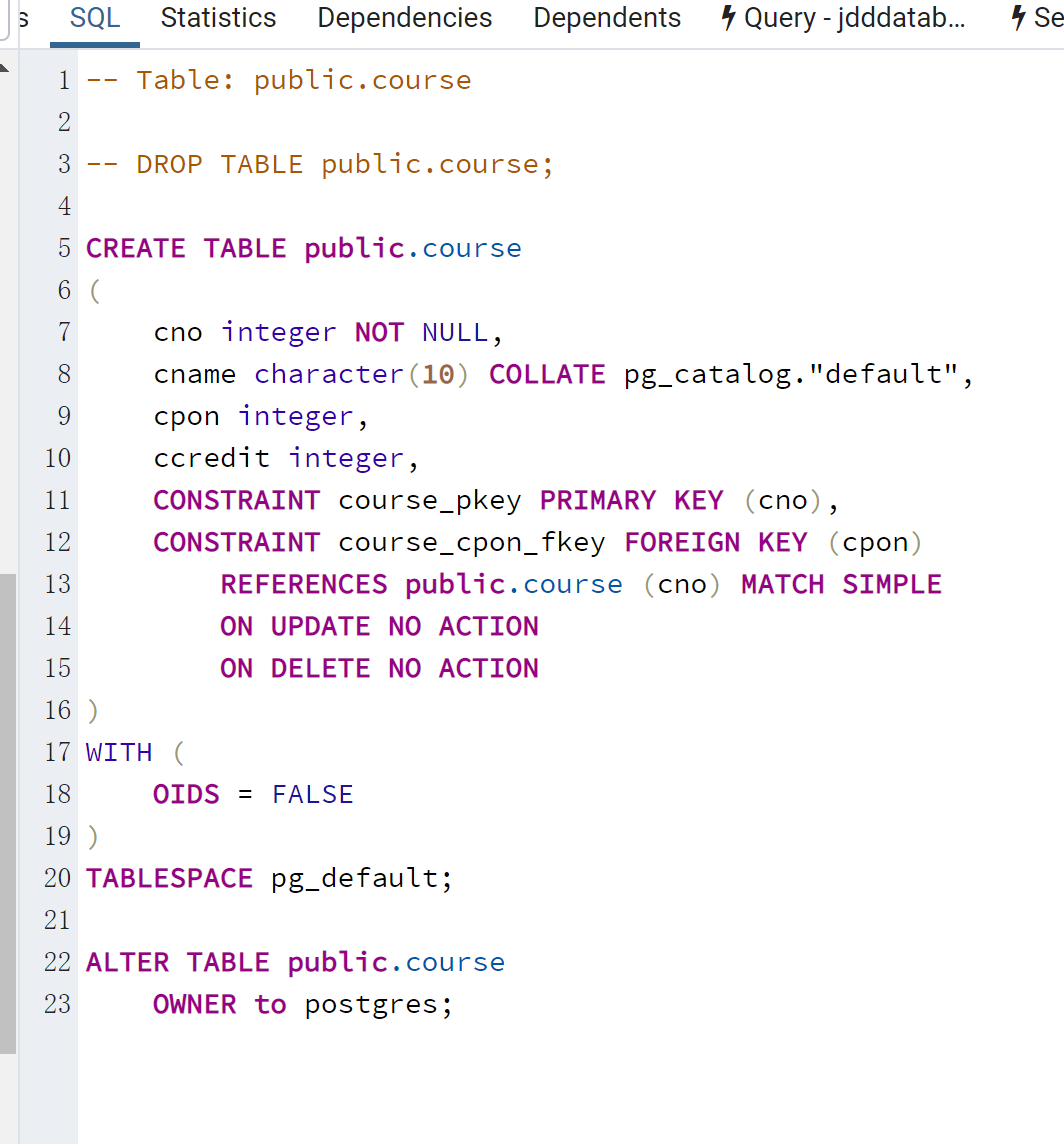 SQL Statistics Dependencies Dependents Query - jdddatab... Se
1 -- Table: public.course
2
3 -- DROP TABLE public.course;
4
5 CREATE TABLE public.course
6 (
7 cno integer NOT NULL,
8 cname character(10) COLLATE pg_catalog."default",
9 cpon integer,
10 ccredit integer,
11 CONSTRAINT course_pkey PRIMARY KEY (cno),
12 CONSTRAINT course_cpon_fkey FOREIGN KEY (cpon)
13 REFERENCES public.course (cno) MATCH SIMPLE
14 ON UPDATE NO ACTION
15 ON DELETE NO ACTION
16 )
17 WITH (
18 OIDS = FALSE
19 )
20 TABLESPACE pg_default;
21
22 ALTER TABLE public.course
23 OWNER to postgres;